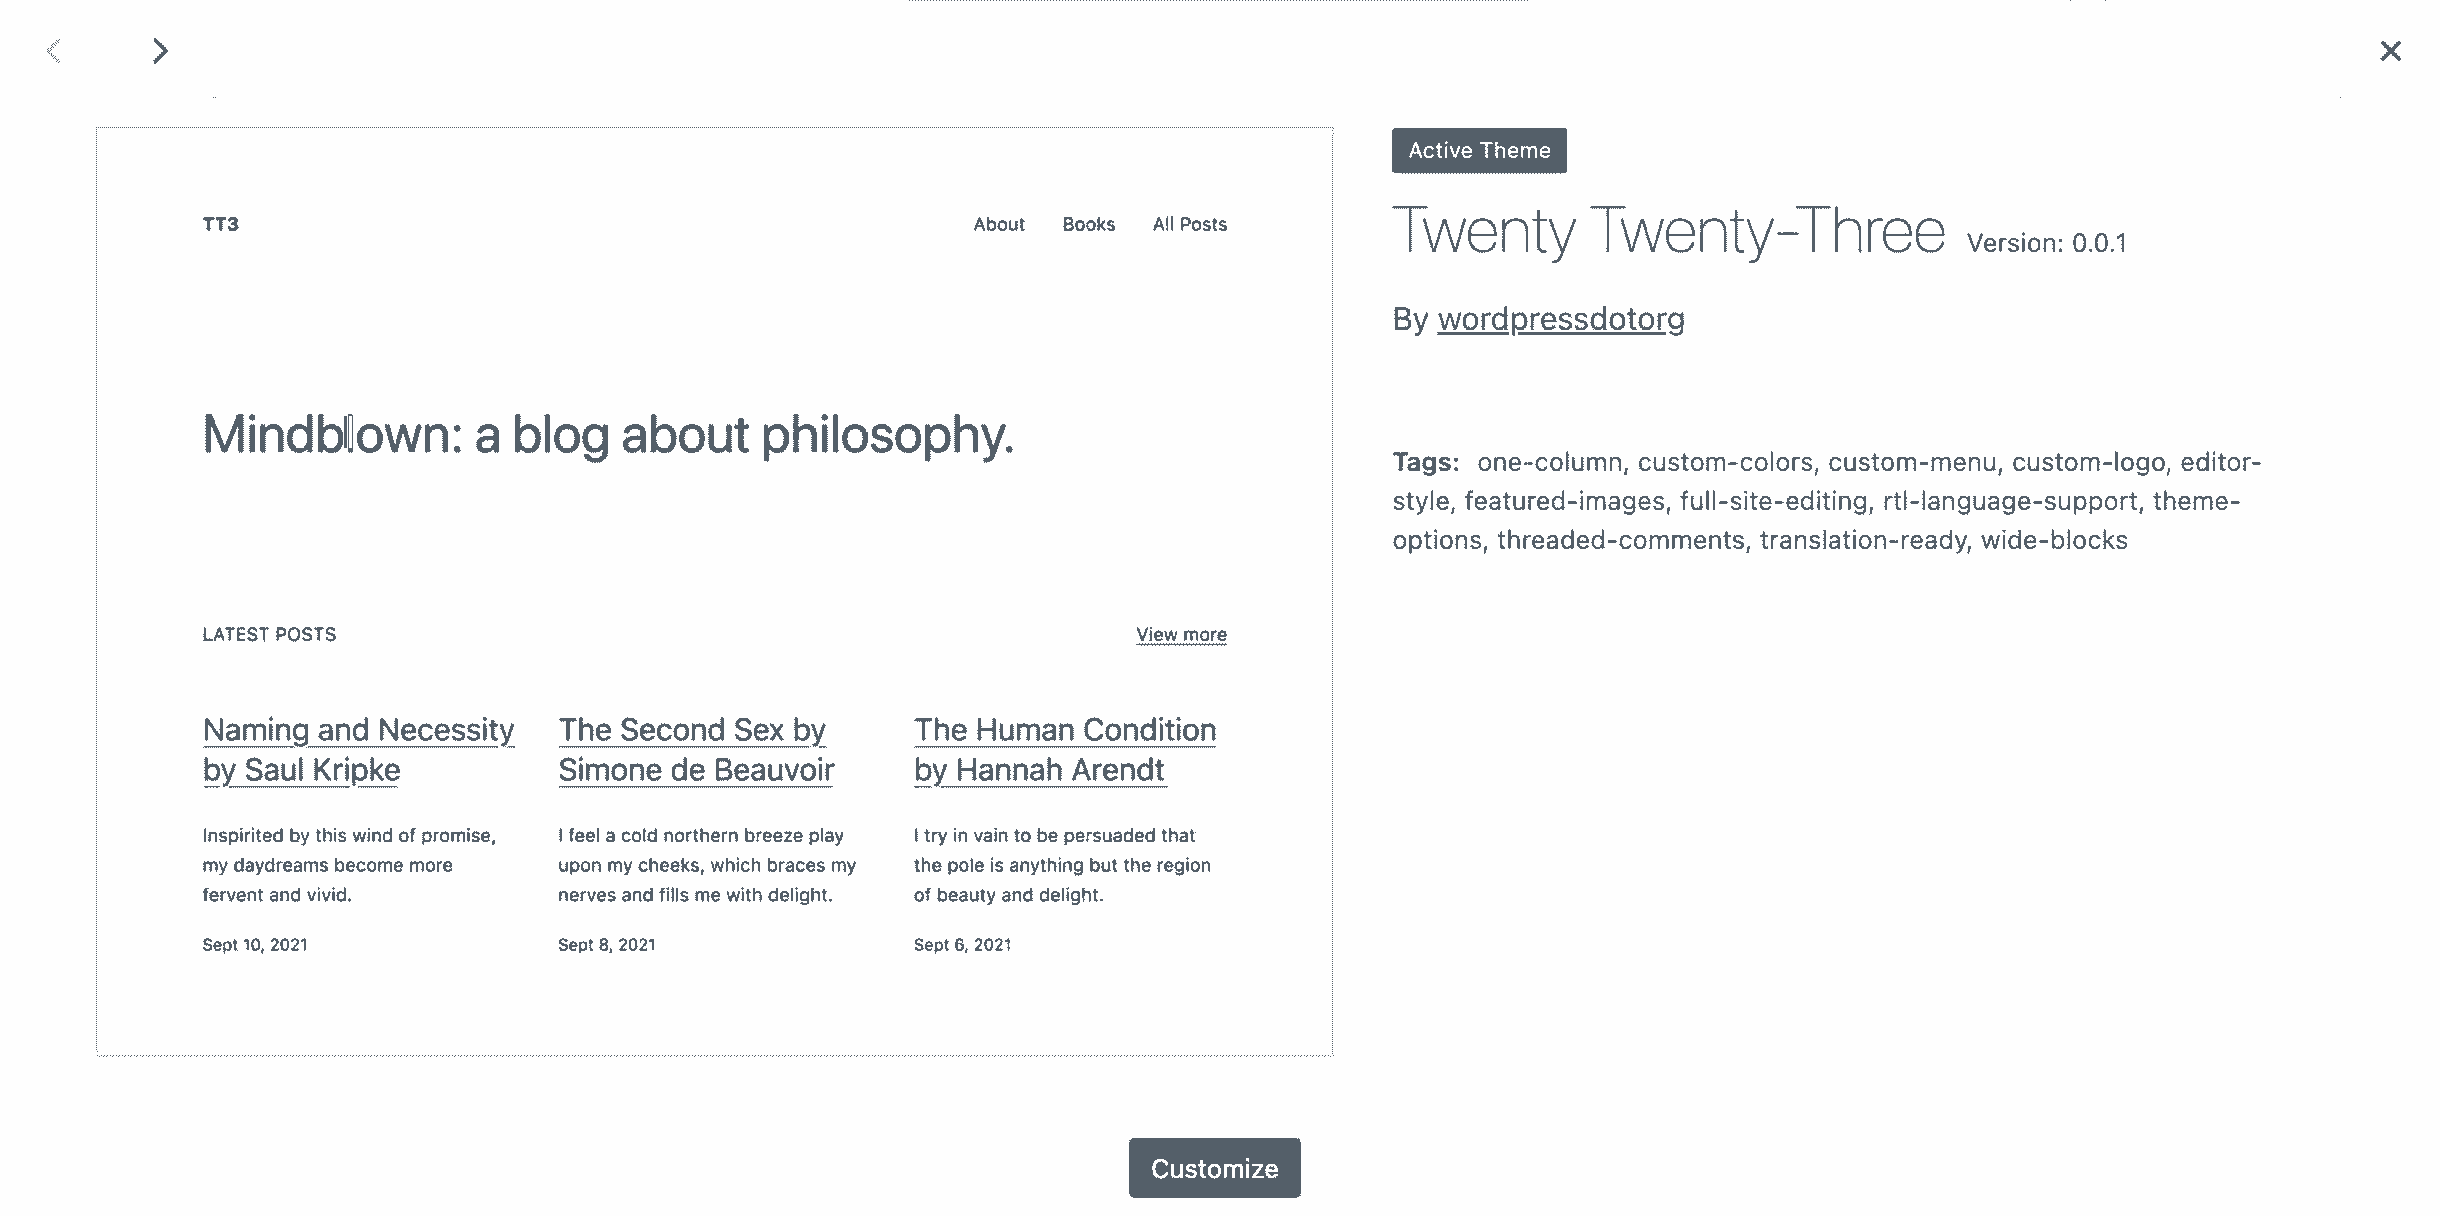 TT3
About Books All Posts
Mindblown: a blog about philosophy.
LATEST POSTS
View more
Naming and Necessity
by Saul Kripke
Inspirited by this wind of promise,
my daydreams become more
fervent and vivid.
Sept 10, 2021
The Second Sex by
Simone de Beauvoir
I feel a cold northern breeze play
upon my cheeks, which braces my
nerves and fills me with delight.
Sept 8, 2021
The Human Condition
by Hannah Arendt
I try in vain to be persuaded that
the pole is anything but the region
of beauty and delight.
Sept 6, 2021
Active Theme
Twenty Twenty-Three Version: 0.0.1
By wordpressdotorg
Tags: one-column, custom-colors, custom-menu, custom-logo, editor-
style, featured-images, full-site-editing, rtl-language-support, theme-
options, threaded-comments, translation-ready, wide-blocks
Customize